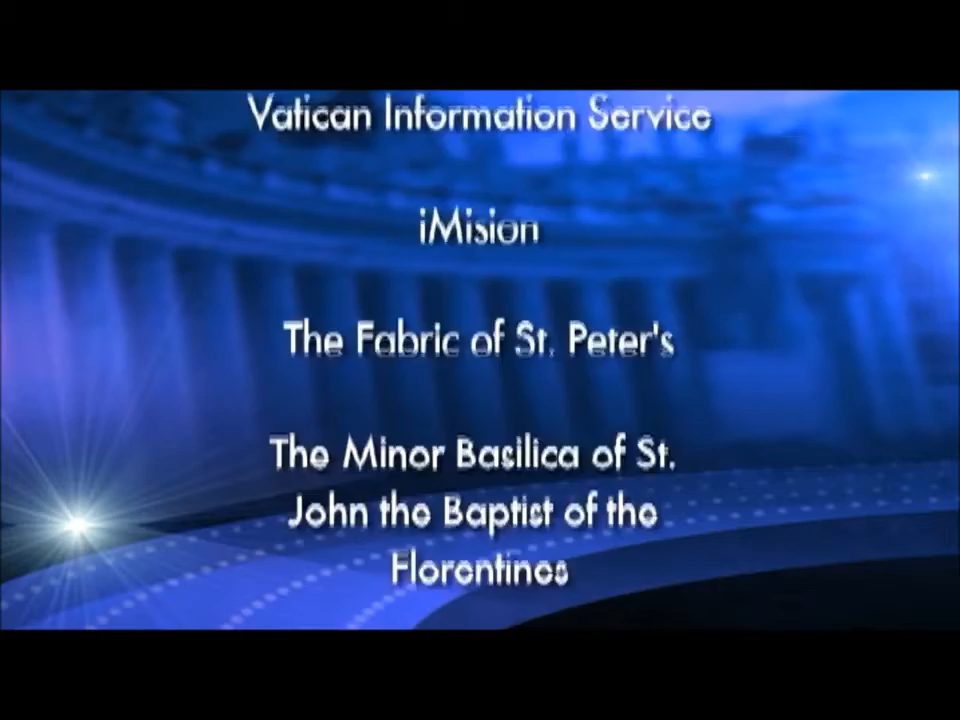 Vatican Information Service
iMision
The Fabric of St. Peter's
The Minor Basilica of St.
John the Baptist of the
Florentines